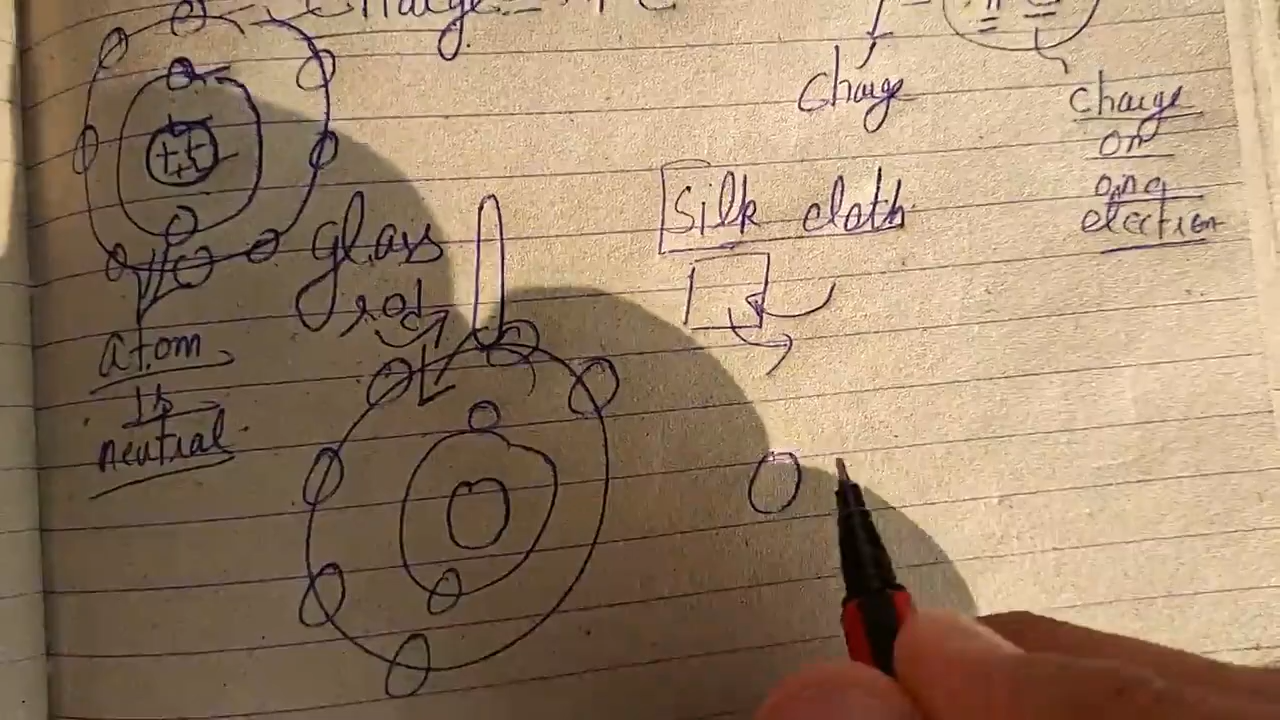 Charge =
charge
charge
on
one
electron
Silk cloth
glass
rod
atom
is
neutral
+ + + +